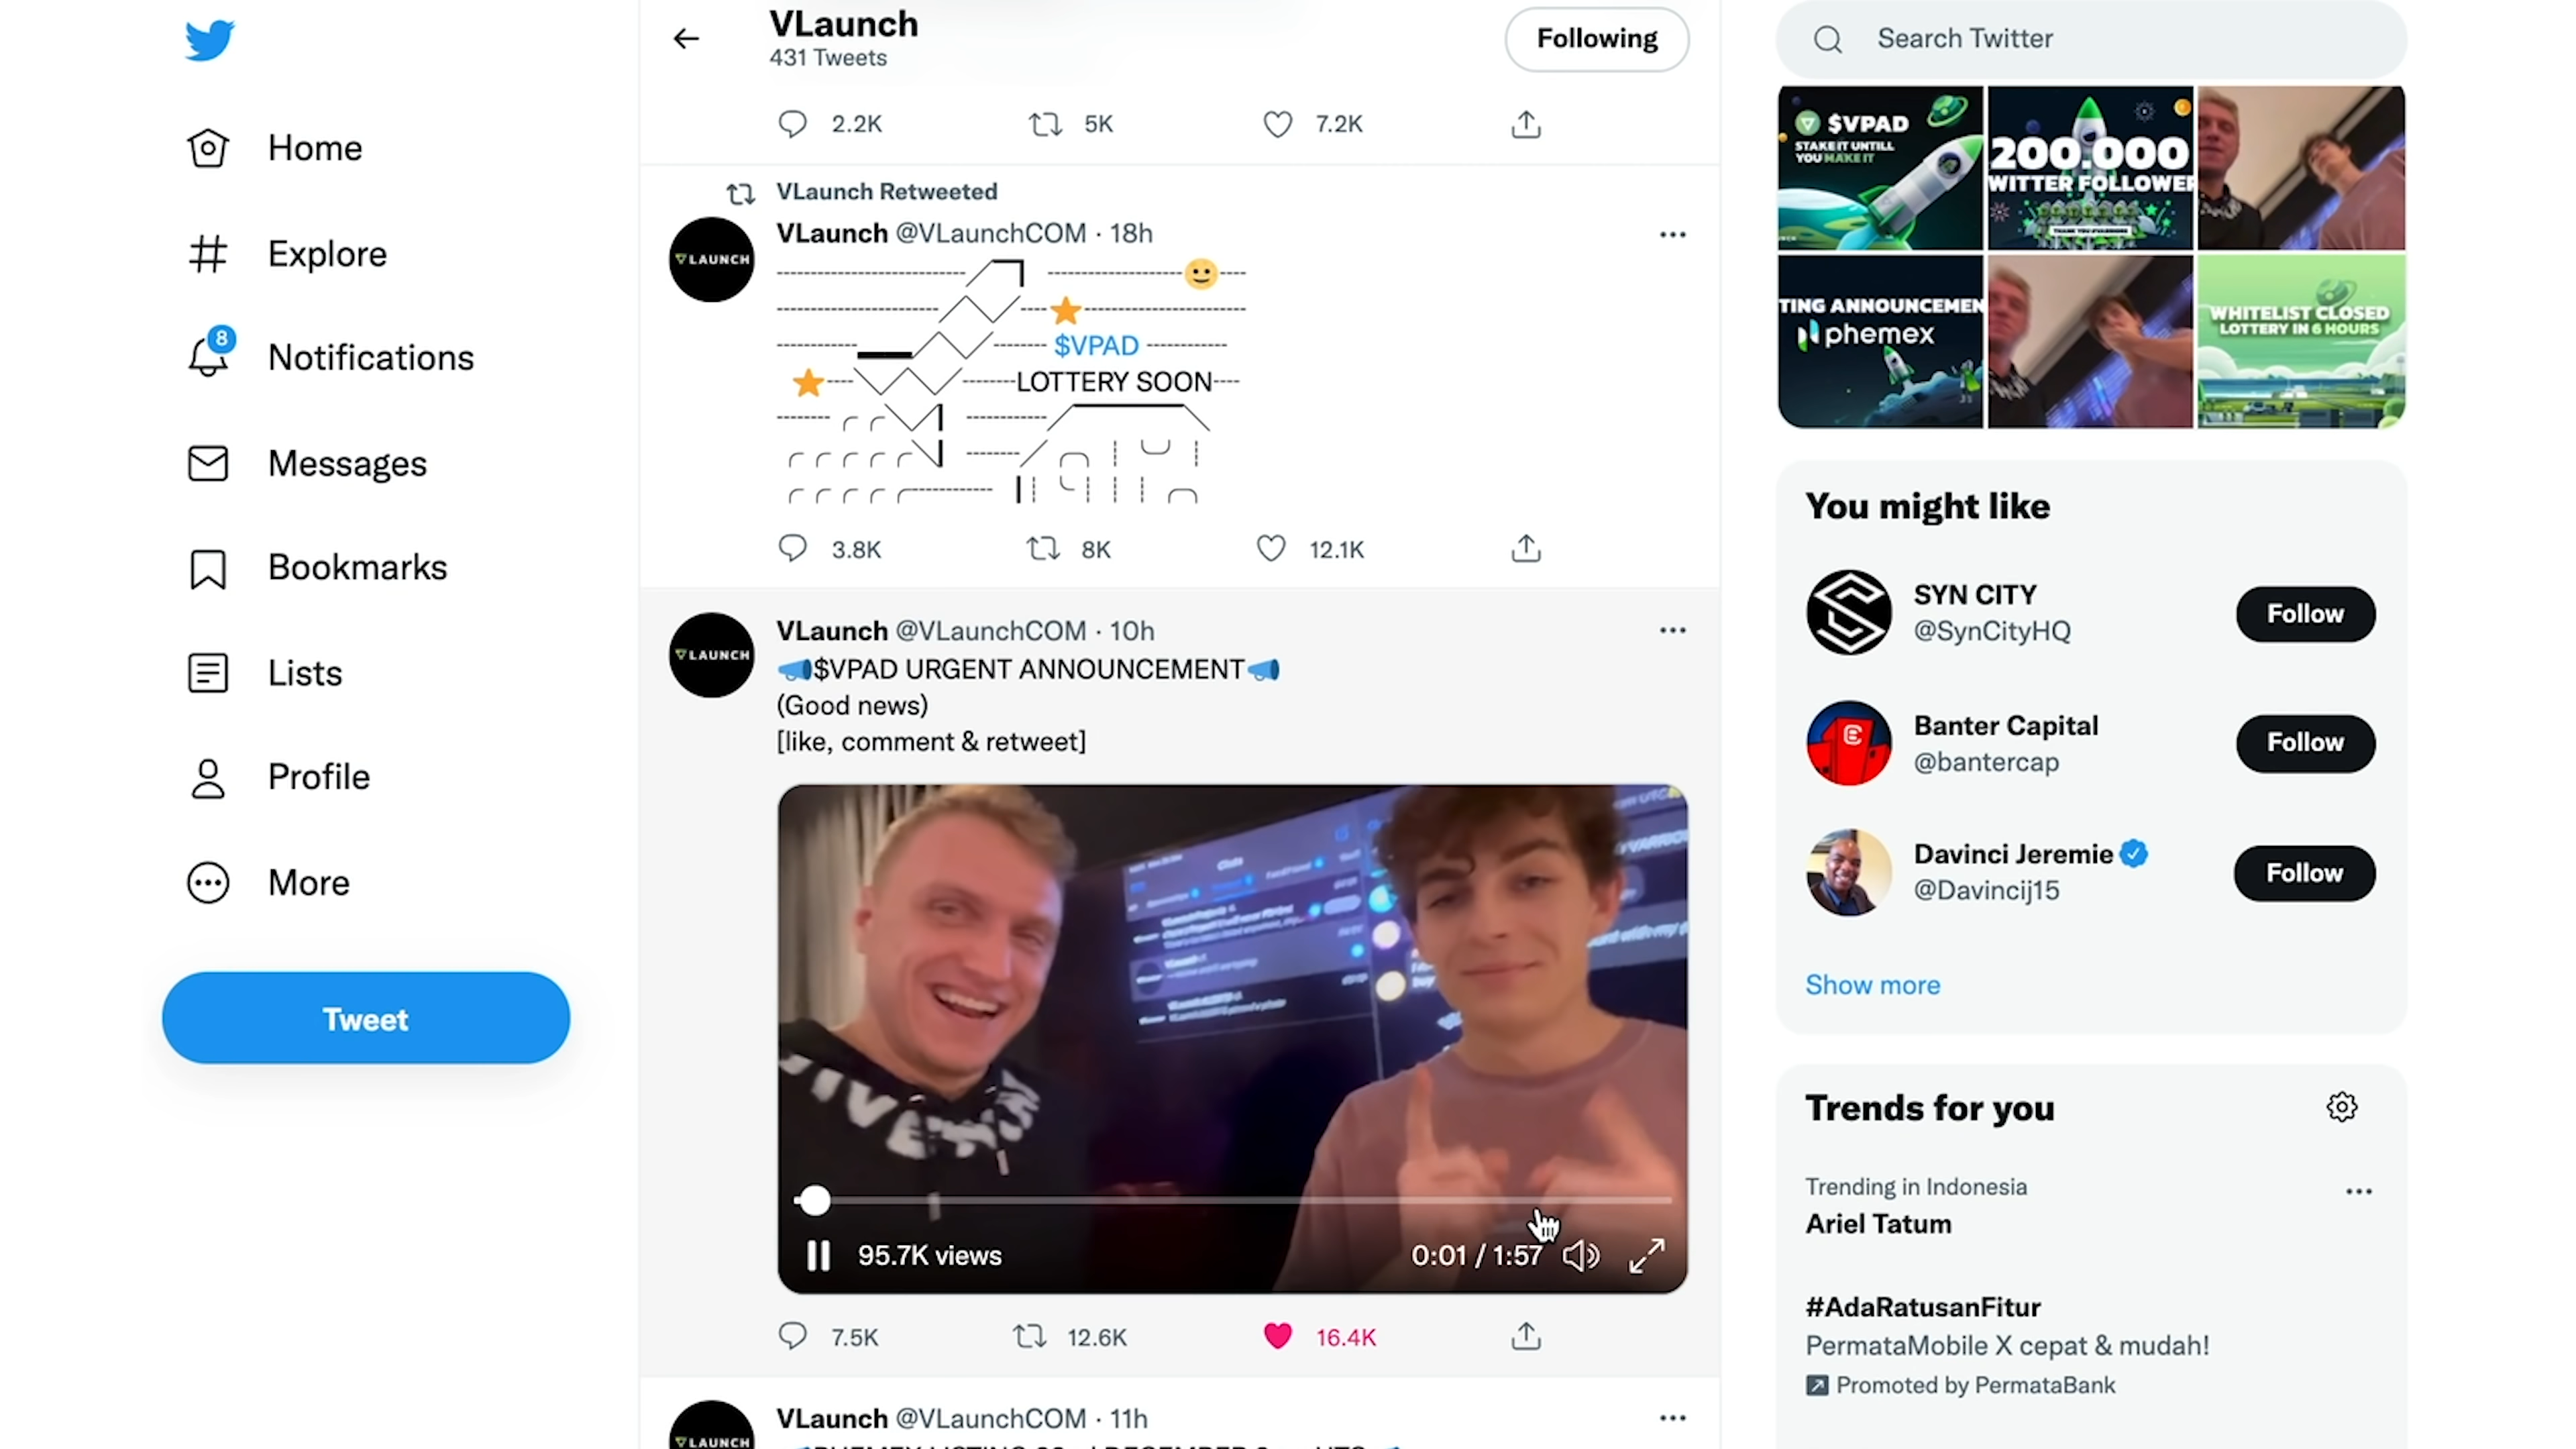 VLaunch
431 Tweets
Following
Search Twitter
Home
Explore
8
Notifications
Messages
Bookmarks
Lists
Profile
More
Tweet
2.2K 5K 7.2K
VLaunch Retweeted
VLAUNCH
VLaunch @VLaunchCOM · 18h
$VPAD
LOTTERY SOON
3.8K 8K 12.1K
VLAUNCH
VLaunch @VLaunchCOM · 10h
$VPAD URGENT ANNOUNCEMENT
(Good news)
[like, comment & retweet]
95.7K views
0:01 / 1:57
7.5K 12.6K 16.4K
VLAUNCH
VLaunch @VLaunchCOM · 11h
$VPAD
STAKE IT UNTILL
YOU MAKE IT
200.000
WITTER FOLLOWER
TING ANNOUNCEMEN
phemex
WHITELIST CLOSED
LOTTERY IN 6 HOURS
You might like
SYN CITY
@SynCityHQ
Follow
Banter Capital
@bantercap
Follow
Davinci Jeremie
@Davincij15
Follow
Show more
Trends for you
Trending in Indonesia
Ariel Tatum
#AdaRatusanFitur
PermataMobile X cepat & mudah!
Promoted by PermataBank